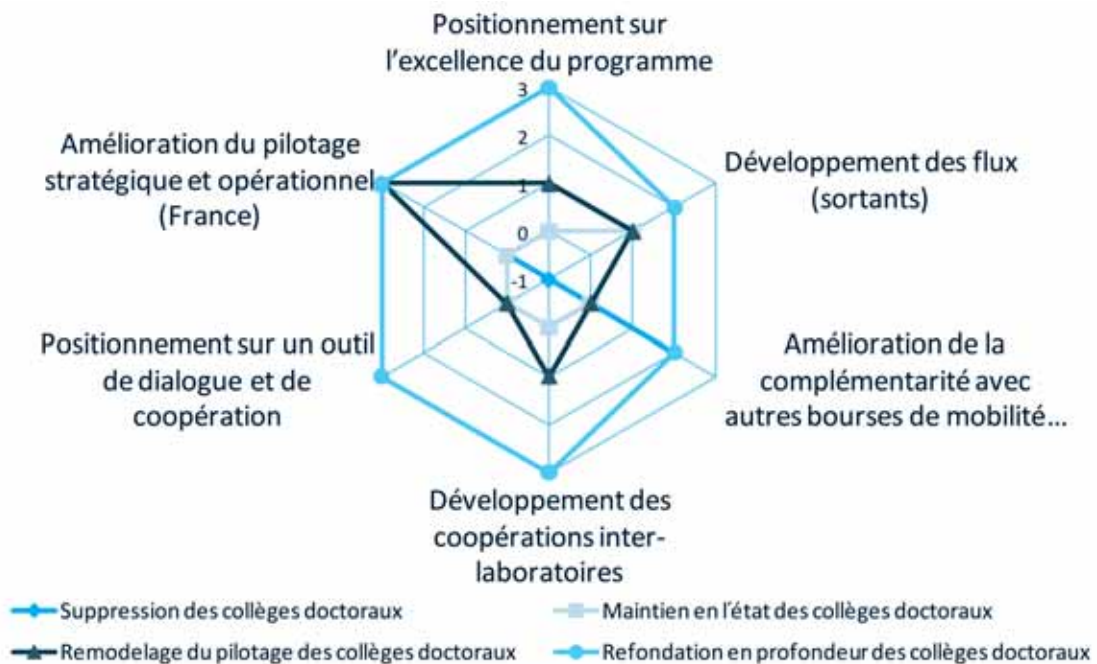 Positionnement sur
l'excellence du programme
3
2
1
0
-1
Amélioration du pilotage
stratégique et opérationnel
(France)
Développement des flux
(sortants)
Positionnement sur un outil
de dialogue et de
coopération
Amélioration de la
complémentarité avec
autres bourses de mobilité...
Développement des
coopérations inter-
laboratoires
Suppression des collèges doctoraux
Maintien en l'état des collèges doctoraux
Remodelage du pilotage des collèges doctoraux
Refondation en profondeur des collèges doctoraux